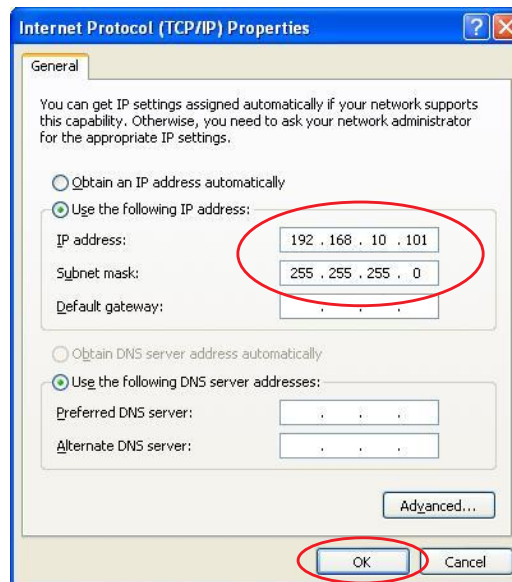 Internet Protocol (TCP/IP) Properties
General
You can get IP settings assigned automatically if your network supports
this capability. Otherwise, you need to ask your network administrator
for the appropriate IP settings.
Obtain an IP address automatically
Use the following IP address:
IP address: 192 . 168 . 10 . 101
Subnet mask: 255 . 255 . 255 . 0
Default gateway: . . .
Obtain DNS server address automatically
Use the following DNS server addresses:
Preferred DNS server: . . .
Alternate DNS server: . . .
Advanced...
OK Cancel